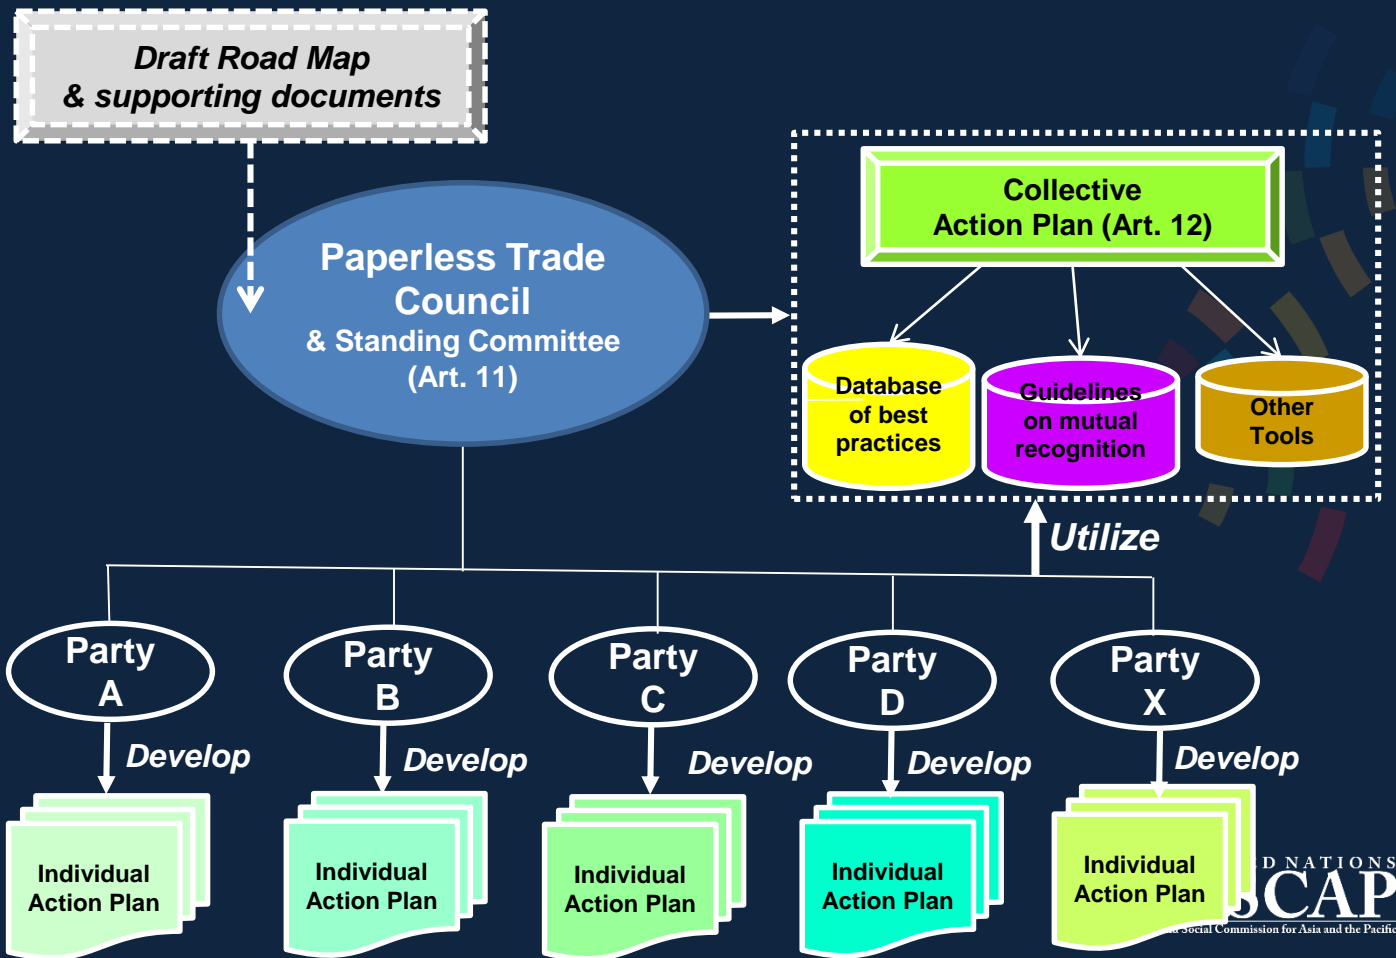 Draft Road Map
& supporting documents
Paperless Trade
Council
& Standing Committee
(Art. 11)
Collective
Action Plan (Art. 12)
Database
of best
practices
Guidelines
on mutual
recognition
Other
Tools
Utilize
Party
A
Party
B
Party
C
Party
D
Party
X
Develop
Develop
Develop
Develop
Develop
Individual
Action Plan
Individual
Action Plan
Individual
Action Plan
Individual
Action Plan
Individual
Action Plan
D NATIONS
SCAP
Social Commission for Asia and the Pacific